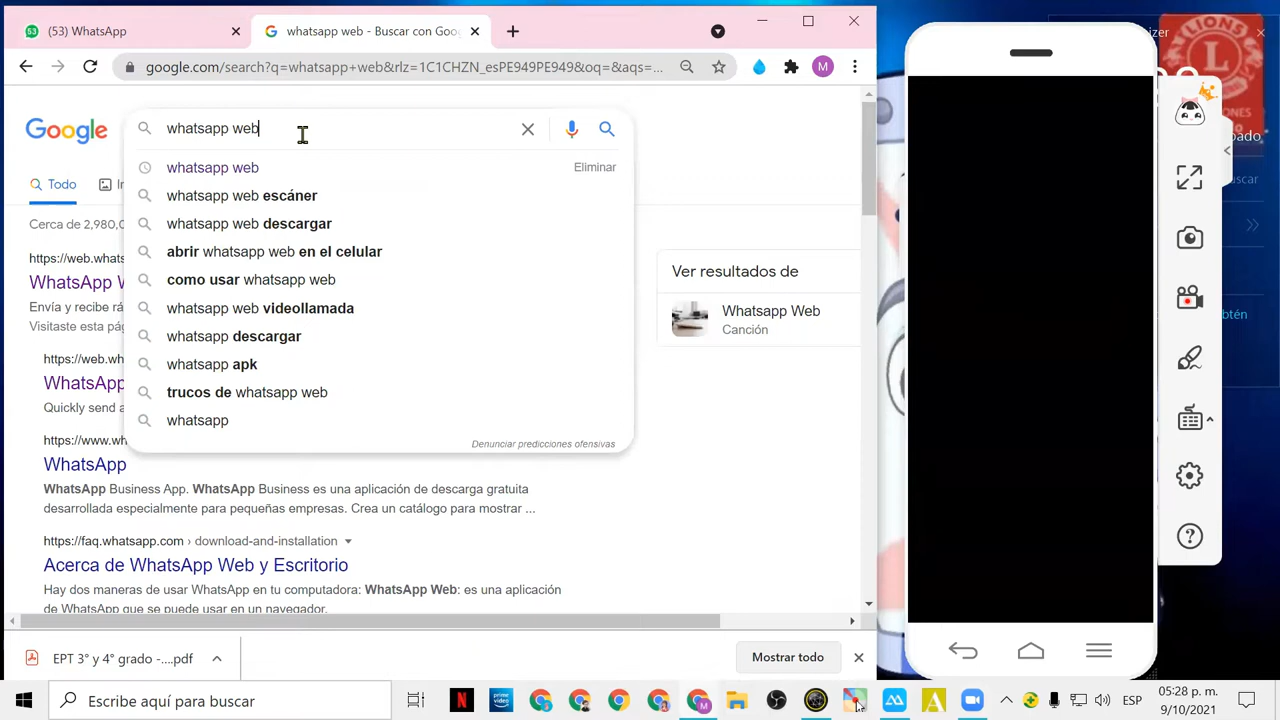 (53) WhatsApp
whatsapp web - Buscar con Goog
google.com/search?q=whatsapp+web&rlz=1C1CHZN_esPE949PE949&oq=&aqs=...
M
Google
whatsapp web
whatsapp web Eliminar
whatsapp web escáner
whatsapp web descargar
abrir whatsapp web en el celular
como usar whatsapp web
whatsapp web videollamada
whatsapp descargar
whatsapp apk
trucos de whatsapp web
whatsapp
Denunciar predicciones ofensivas
Todo
Cerca de 2,980,0
https://web.whats
WhatsApp W
Envía y recibe rá
Visitaste esta pág
https://web.wh
WhatsApp
Quickly send a
https://www.wh
WhatsApp
WhatsApp Business App. WhatsApp Business es una aplicación de descarga gratuita
desarrollada especialmente para pequeñas empresas. Crea un catálogo para mostrar ...
https://faq.whatsapp.com › download-and-installation
Acerca de WhatsApp Web y Escritorio
Hay dos maneras de usar WhatsApp en tu computadora: WhatsApp Web: es una aplicación
de WhatsApp que se puede usar en un navegador.
Ver resultados de
Whatsapp Web
Canción
EPT 3° y 4° grado -....pdf
Mostrar todo
izer
LIONS
L
pado
uscar
btén
Escribe aquí para buscar
N
prime video
A
ESP
05:28 p. m.
9/10/2021